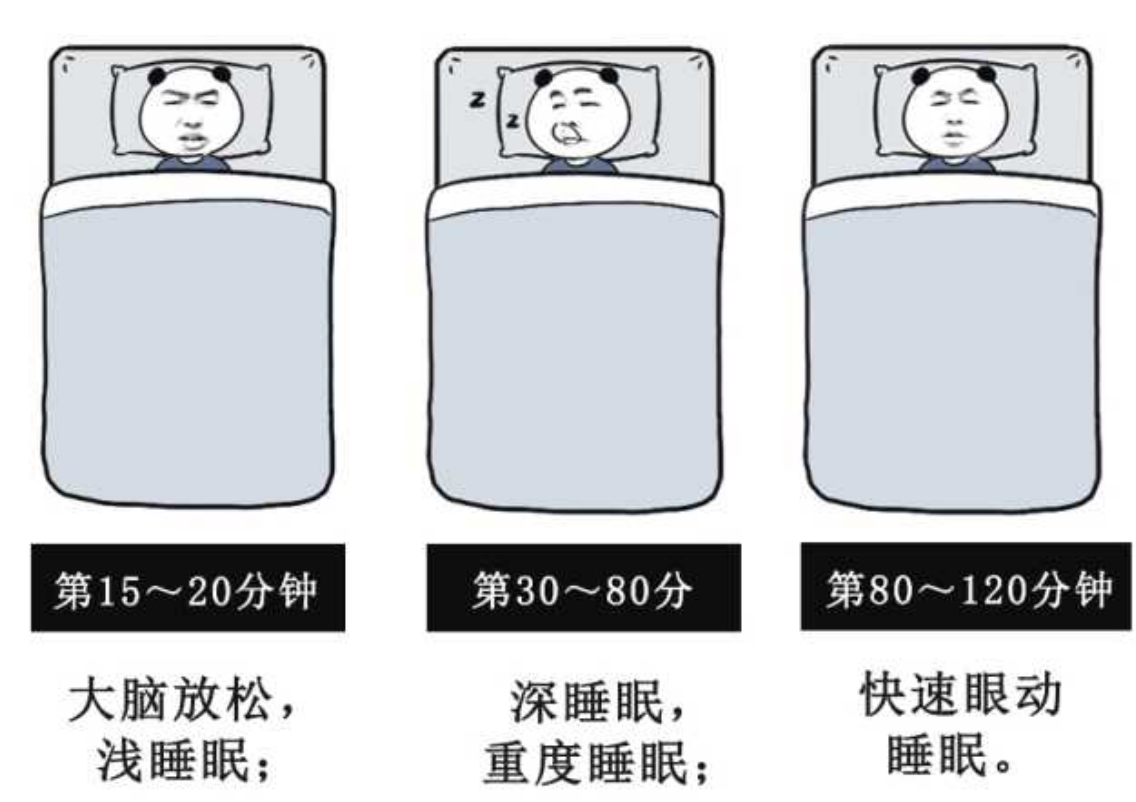 z
z
第15～20分钟
大脑放松，
浅睡眠；
第30～80分
深睡眠，
重度睡眠；
第80～120分钟
快速眼动
睡眠。